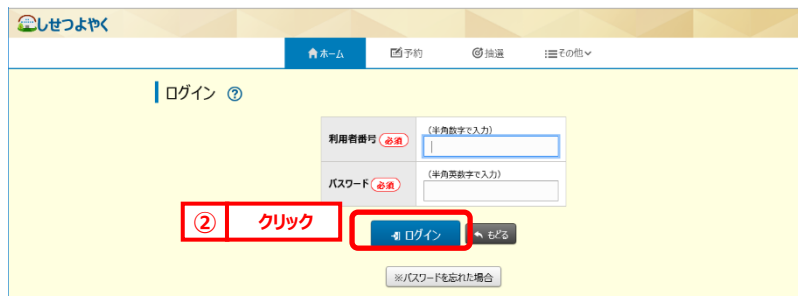 しせつよやく
ホーム 予約 抽選 その他
ログイン ?
利用者番号 必須 (半角数字で入力)
パスワード 必須 (半角英数字で入力)
② クリック ログイン もどる
※パスワードを忘れた場合